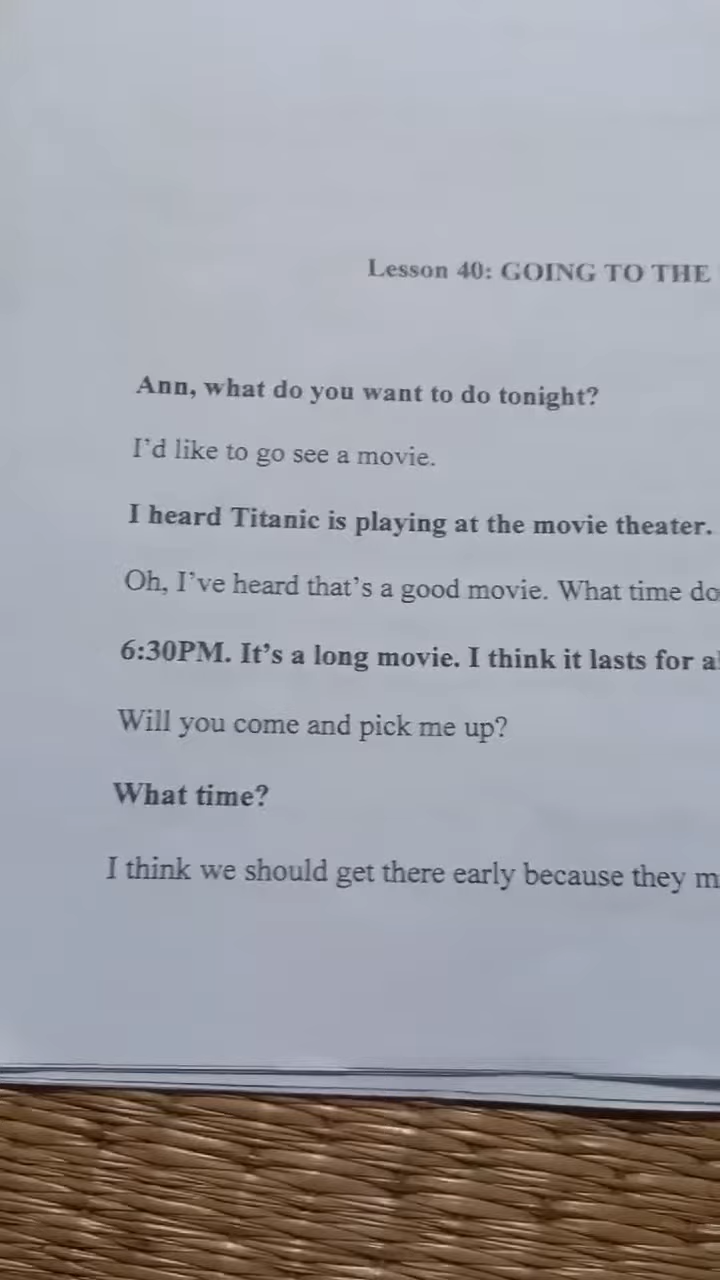 Lesson 40: GOING TO THE
Ann, what do you want to do tonight?
I'd like to go see a movie.
I heard Titanic is playing at the movie theater.
Oh, I've heard that's a good movie. What time do
6:30PM. It's a long movie. I think it lasts for
Will you come and pick me up?
What time?
I think we should get there early because they